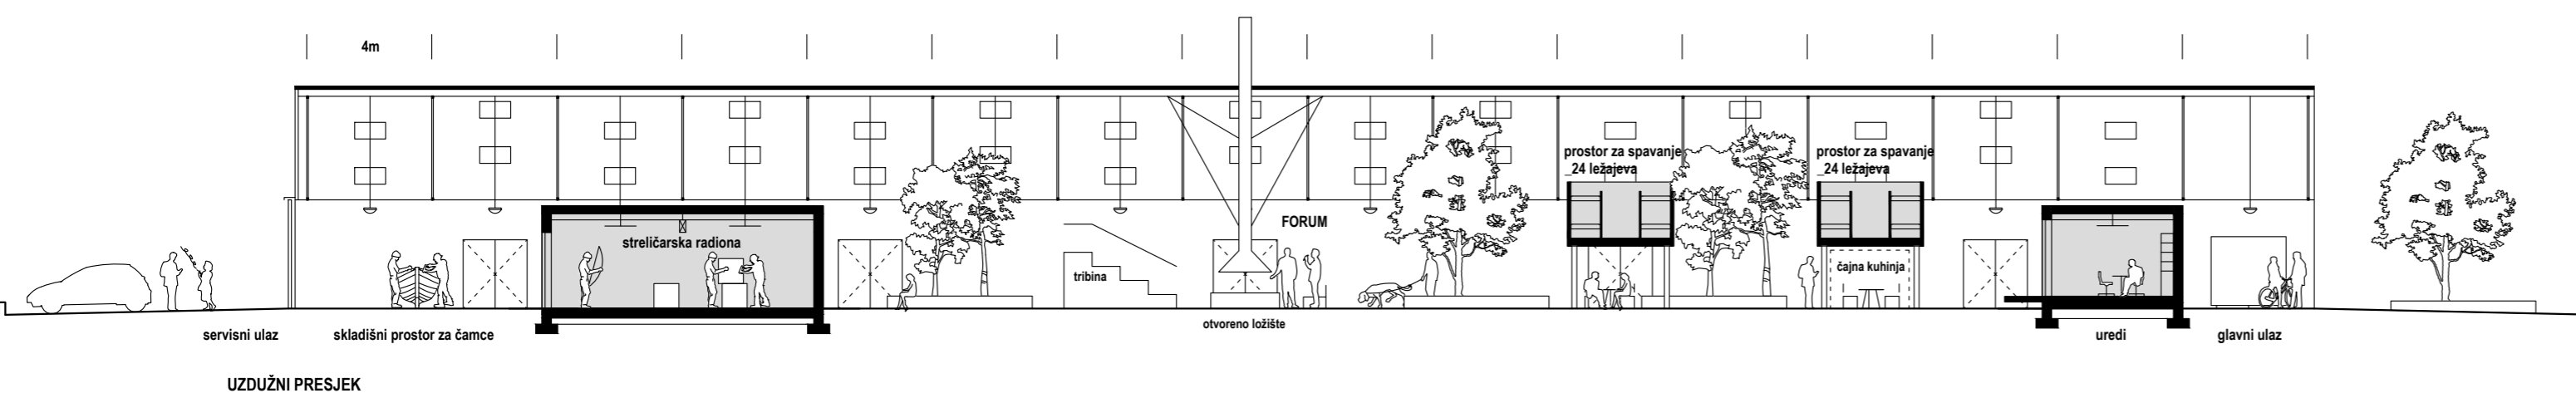 4m
prostor za spavanje
_24 ležajeva
prostor za spavanje
_24 ležajeva
FORUM
streličarska radiona
tribina
čajna kuhinja
otvoreno ložište
servisni ulaz
skladišni prostor za čamce
uredi
glavni ulaz
UZDUŽNI PRESJEK